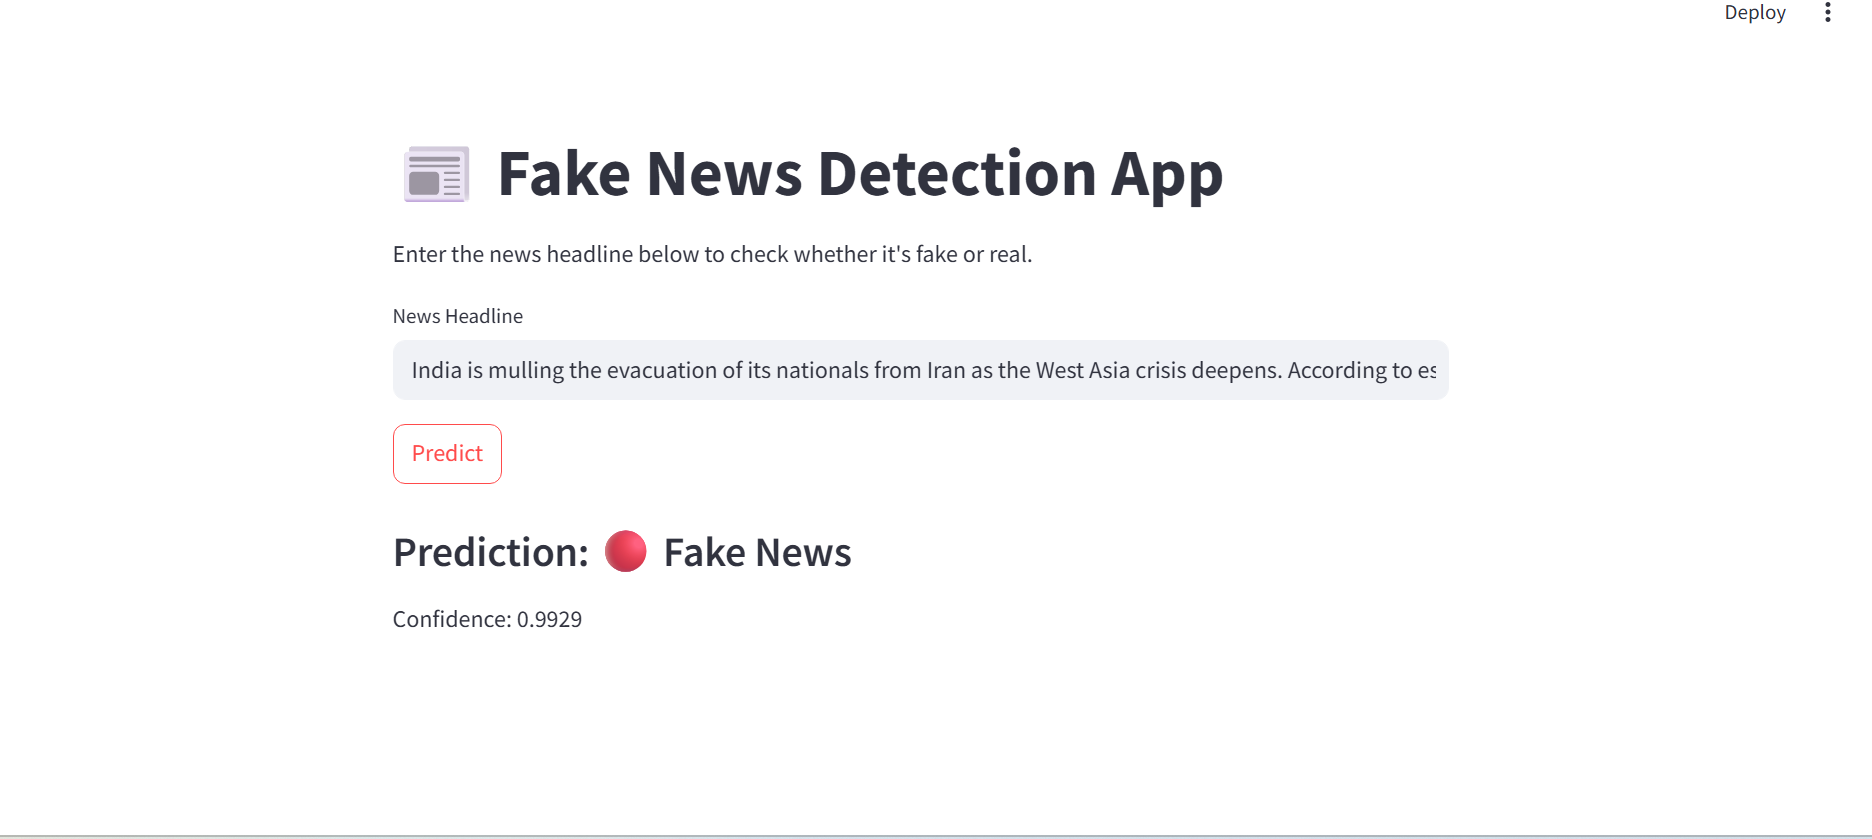 Deploy
Fake News Detection App
Enter the news headline below to check whether it's fake or real.
News Headline
India is mulling the evacuation of its nationals from Iran as the West Asia crisis deepens. According to es
Predict
Prediction: Fake News
Confidence: 0.9929